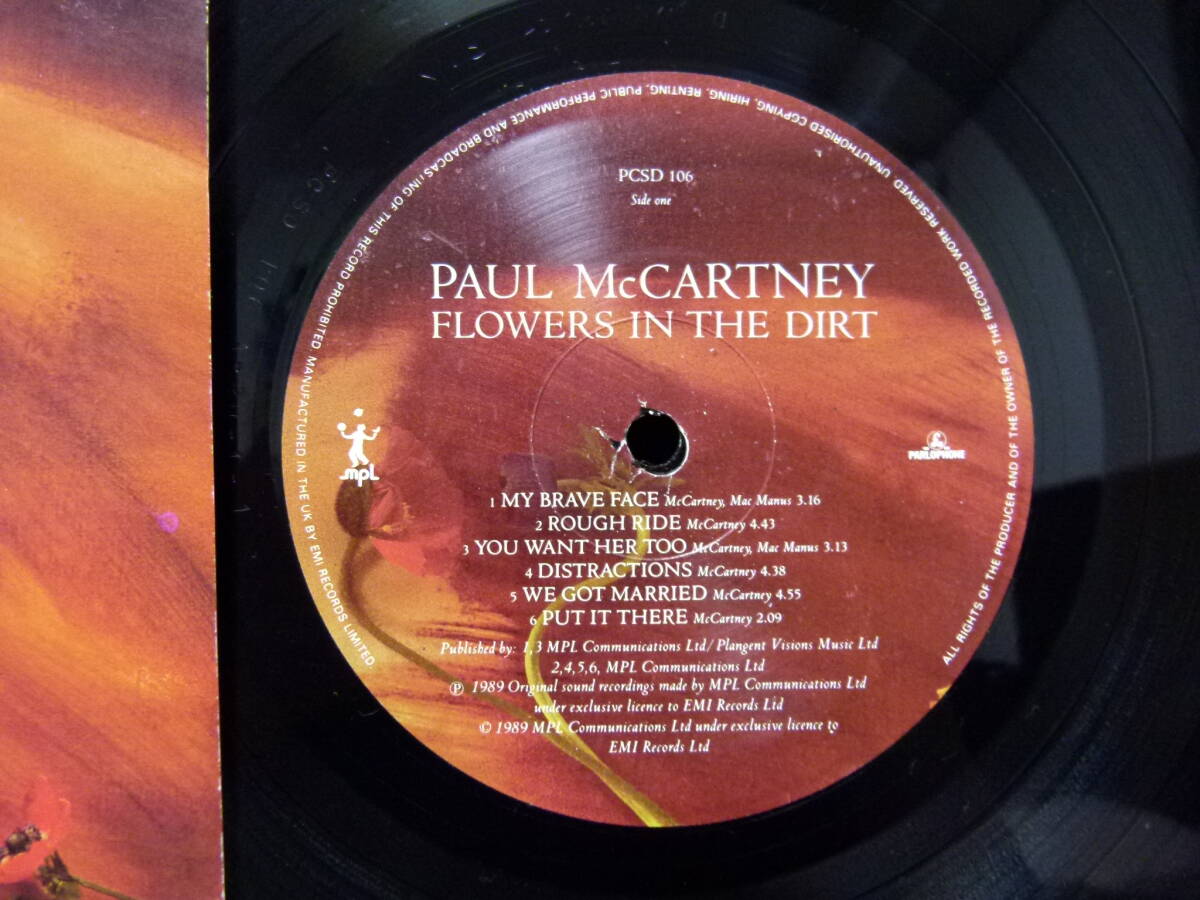 PCSD 106
Side one
PAUL McCARTNEY
FLOWERS IN THE DIRT
mpL
PARLOPHONE
1 MY BRAVE FACE McCartney, Mac Manus 3.16
2 ROUGH RIDE McCartney 4.43
3 YOU WANT HER TOO McCartney, Mac Manus 3.13
4 DISTRACTIONS McCartney 4.38
5 WE GOT MARRIED McCartney 4.55
6 PUT IT THERE McCartney 2.09
Published by: 1,3 MPL Communications Ltd/Plangent Visions Music Ltd
2,4,5,6, MPL Communications Ltd
℗ 1989 Original sound recordings made by MPL Communications Ltd
under exclusive licence to EMI Records Ltd
© 1989 MPL Communications Ltd under exclusive licence to
EMI Records Ltd
ALL RIGHTS OF THE PRODUCER AND OF THE OWNER OF THE RECORDED WORK RESERVED. UNAUTHORISED COPYING, HIRING, RENTING, PUBLIC PERFORMANCE AND BROADCASTING OF THIS RECORD PROHIBITED. MANUFACTURED IN THE UK BY EMI RECORDS LIMITED.